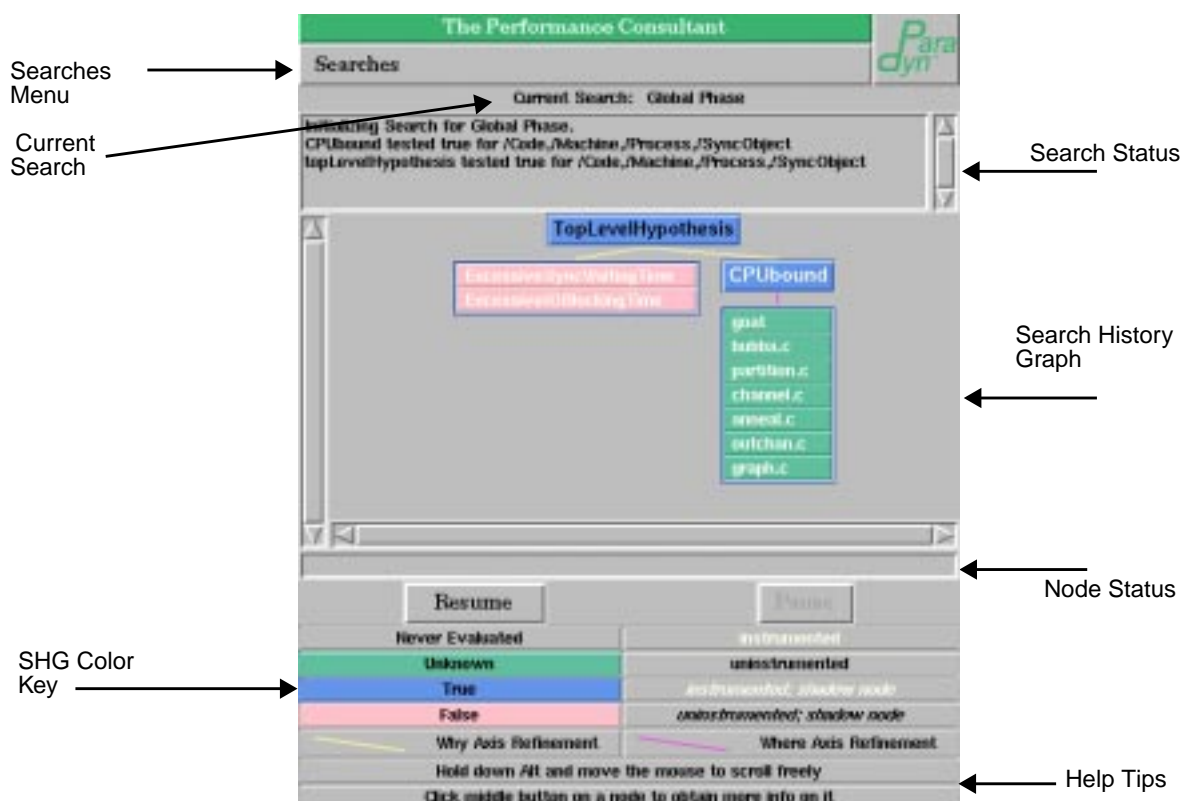 The Performance Consultant
Paradyn
Searches
Searches
Menu
Current Search: Global Phase
Current
Search
Initializing Search for Global Phase.
CPUbound tested true for /Code,/Machine,/Process,/SyncObject
topLevelHypothesis tested true for /Code,/Machine,/Process,/SyncObject
Search Status
TopLevelHypothesis
ExcessiveSyncWaitingTime
ExcessiveIOBlockingTime
CPUbound
goat
bubba.c
partition.c
channel.c
anneal.c
outchan.c
graph.c
Search History
Graph
Node Status
Resume
Pause
Never Evaluated
instrumented
Unknown
uninstrumented
True
instrumented; shadow node
False
uninstrumented; shadow node
Why Axis Refinement
Where Axis Refinement
SHG Color
Key
Hold down Alt and move the mouse to scroll freely
Click middle button on a node to obtain more info on it
Help Tips